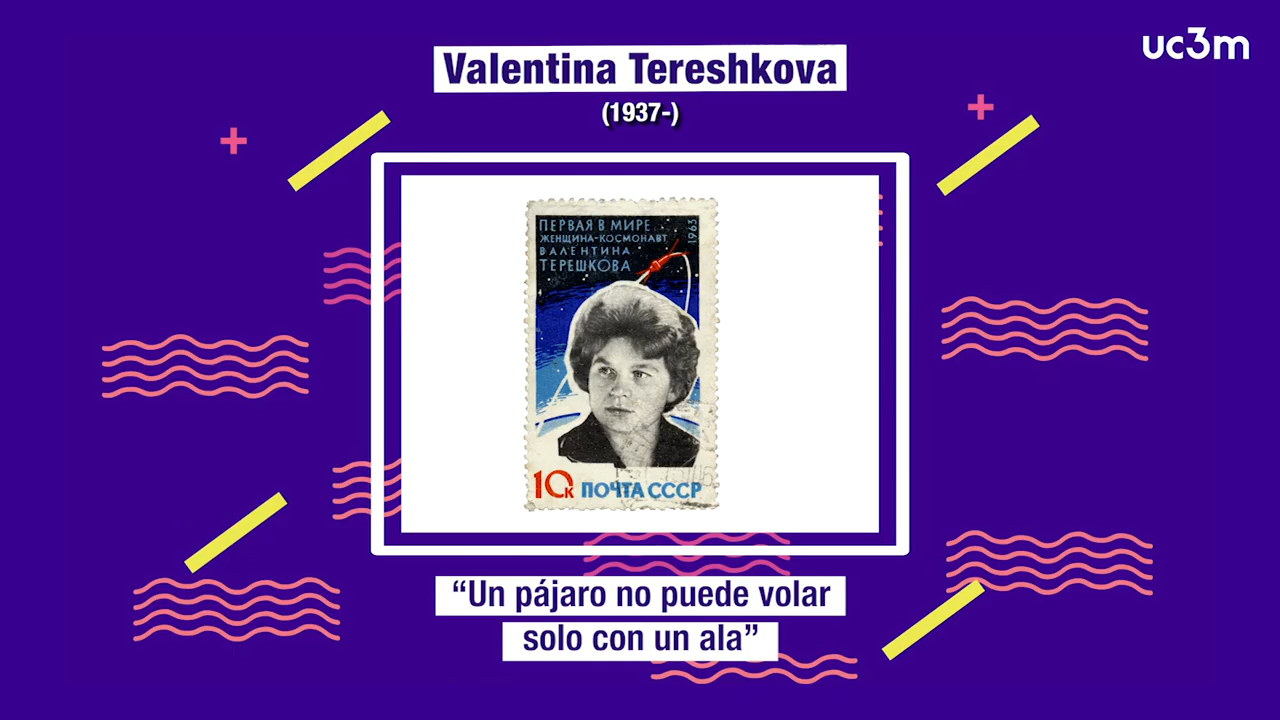 uc3m
Valentina Tereshkova
(1937-)
ПЕРВАЯ В МИРЕ
ЖЕНЩИНА-КОСМОНАВТ
ВАЛЕНТИНА
ТЕРЕШКОВА
1963
10к ПОЧТА СССР
“Un pájaro no puede volar
solo con un ala”